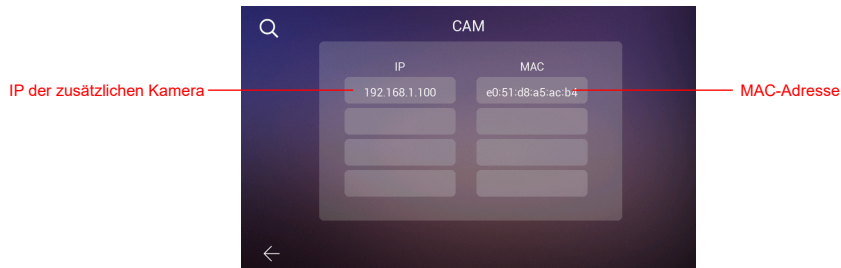 CAM
IP MAC
IP der zusätzlichen Kamera 192.168.1.100 e0:51:d8:a5:ac:b4 MAC-Adresse